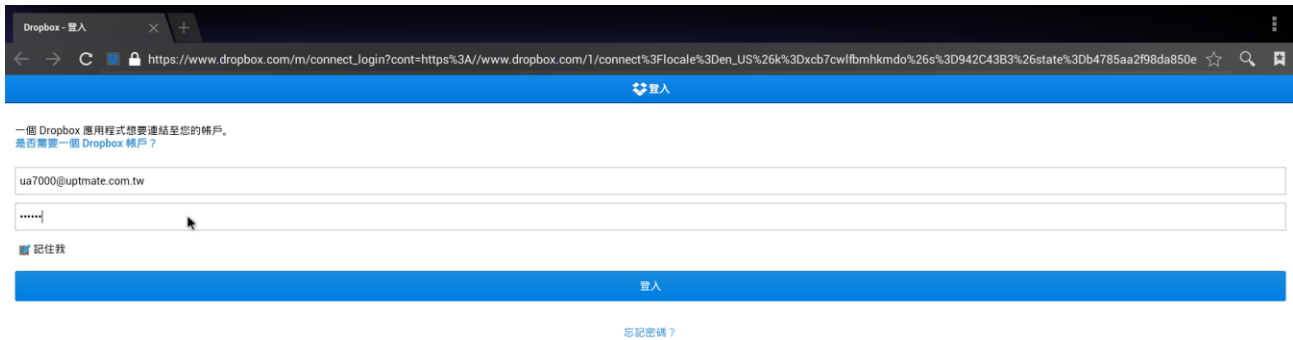 Dropbox - 登入
https://www.dropbox.com/m/connect_login?cont=https%3A//www.dropbox.com/1/connect%3Flocale%3Den_US%26k%3Dxcb7cwlfbmhkmdo%26s%3D942C43B3%26state%3Db4785aa2f98da850e
登入
一個 Dropbox 應用程式想要連結至您的帳戶。
是否需要一個 Dropbox 帳戶？
ua7000@uptmate.com.tw
••••••
記住我
登入
忘記密碼？